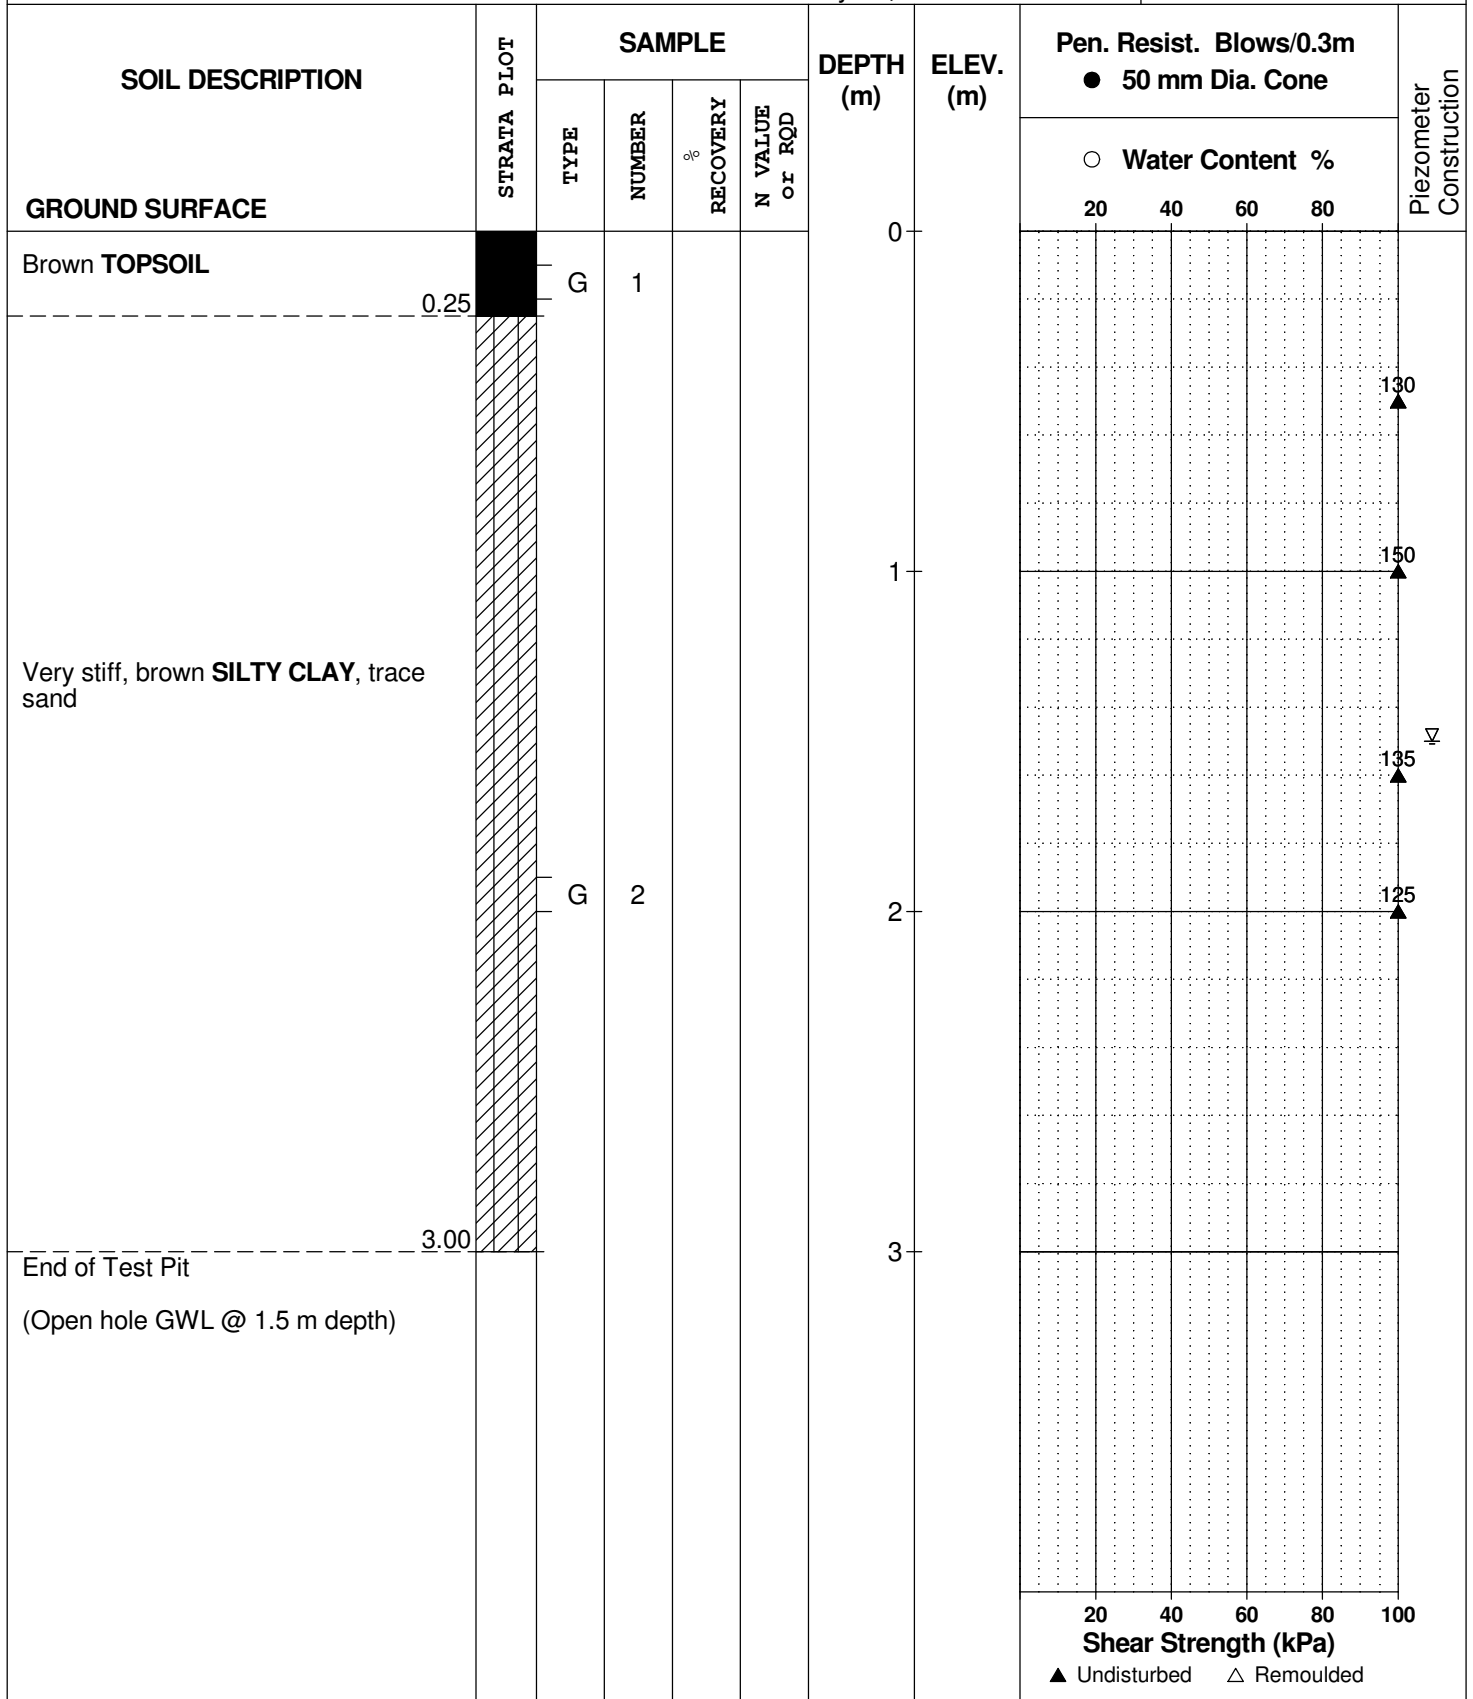 SOIL DESCRIPTION
GROUND SURFACE
STRATA PLOT
SAMPLE
TYPE
NUMBER
%
RECOVERY
N VALUE
or RQD
DEPTH
(m)
ELEV.
(m)
Pen. Resist. Blows/0.3m
● 50 mm Dia. Cone
○ Water Content %
20 40 60 80
Piezometer
Construction
0
Brown TOPSOIL
G 1
0.25
130
150
1
Very stiff, brown SILTY CLAY, trace
sand
135
G 2
125
2
3.00
3
End of Test Pit
(Open hole GWL @ 1.5 m depth)
20 40 60 80 100
Shear Strength (kPa)
▲ Undisturbed △ Remoulded